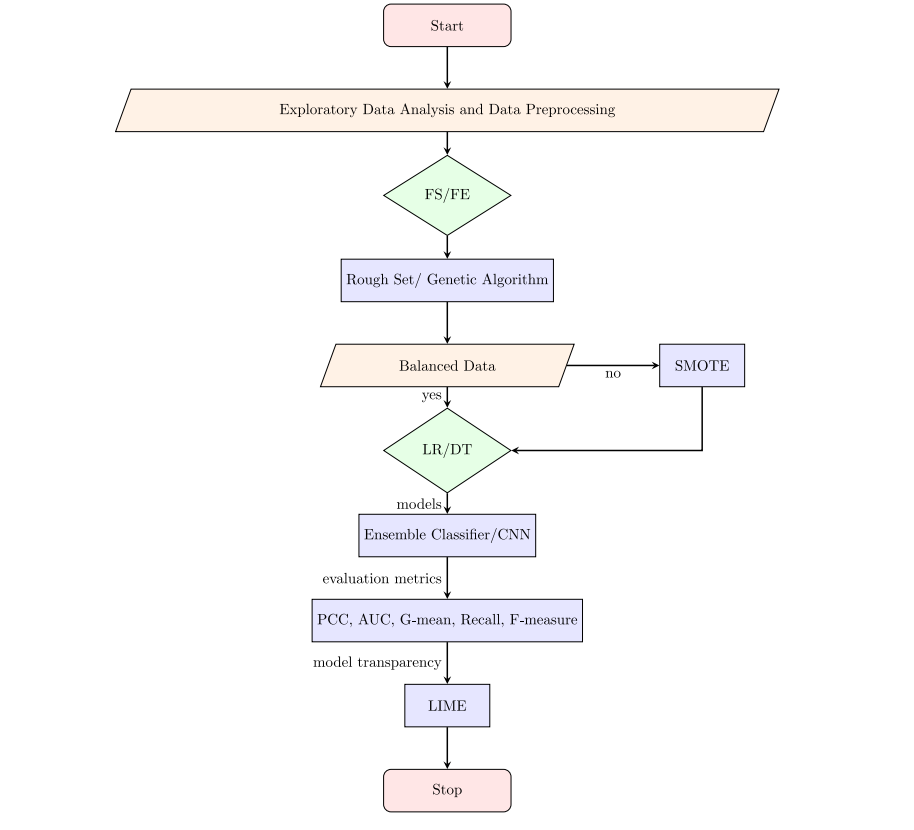 Start
Exploratory Data Analysis and Data Preprocessing
FS/FE
Rough Set/ Genetic Algorithm
Balanced Data
no
SMOTE
yes
LR/DT
models
Ensemble Classifier/CNN
evaluation metrics
PCC, AUC, G-mean, Recall, F-measure
model transparency
LIME
Stop